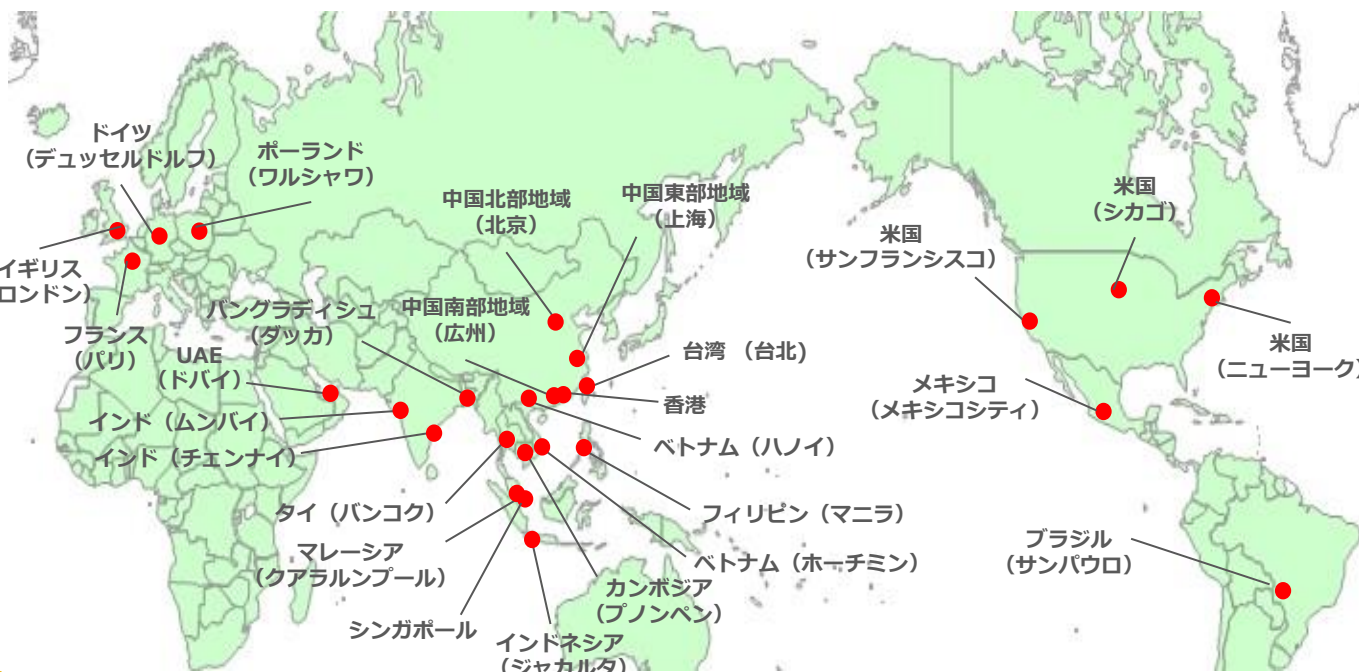 ドイツ
（デュッセルドルフ）
ポーランド
（ワルシャワ）
中国北部地域
（北京）
中国東部地域
（上海）
米国
（シカゴ）
米国
（サンフランシスコ）
イギリス
ロンドン）
フランス
（パリ）
バングラディシュ
（ダッカ）
中国南部地域
（広州）
UAE
（ドバイ）
台湾 （台北)
米国
（ニューヨーク）
メキシコ
（メキシコシティ）
香港
インド（ムンバイ）
インド（チェンナイ）
ベトナム（ハノイ）
タイ（バンコク）
フィリピン（マニラ）
マレーシア
（クアラルンプール）
ベトナム（ホーチミン）
ブラジル
（サンパウロ）
カンボジア
（プノンペン）
シンガポール
インドネシア
（ジャカルタ）